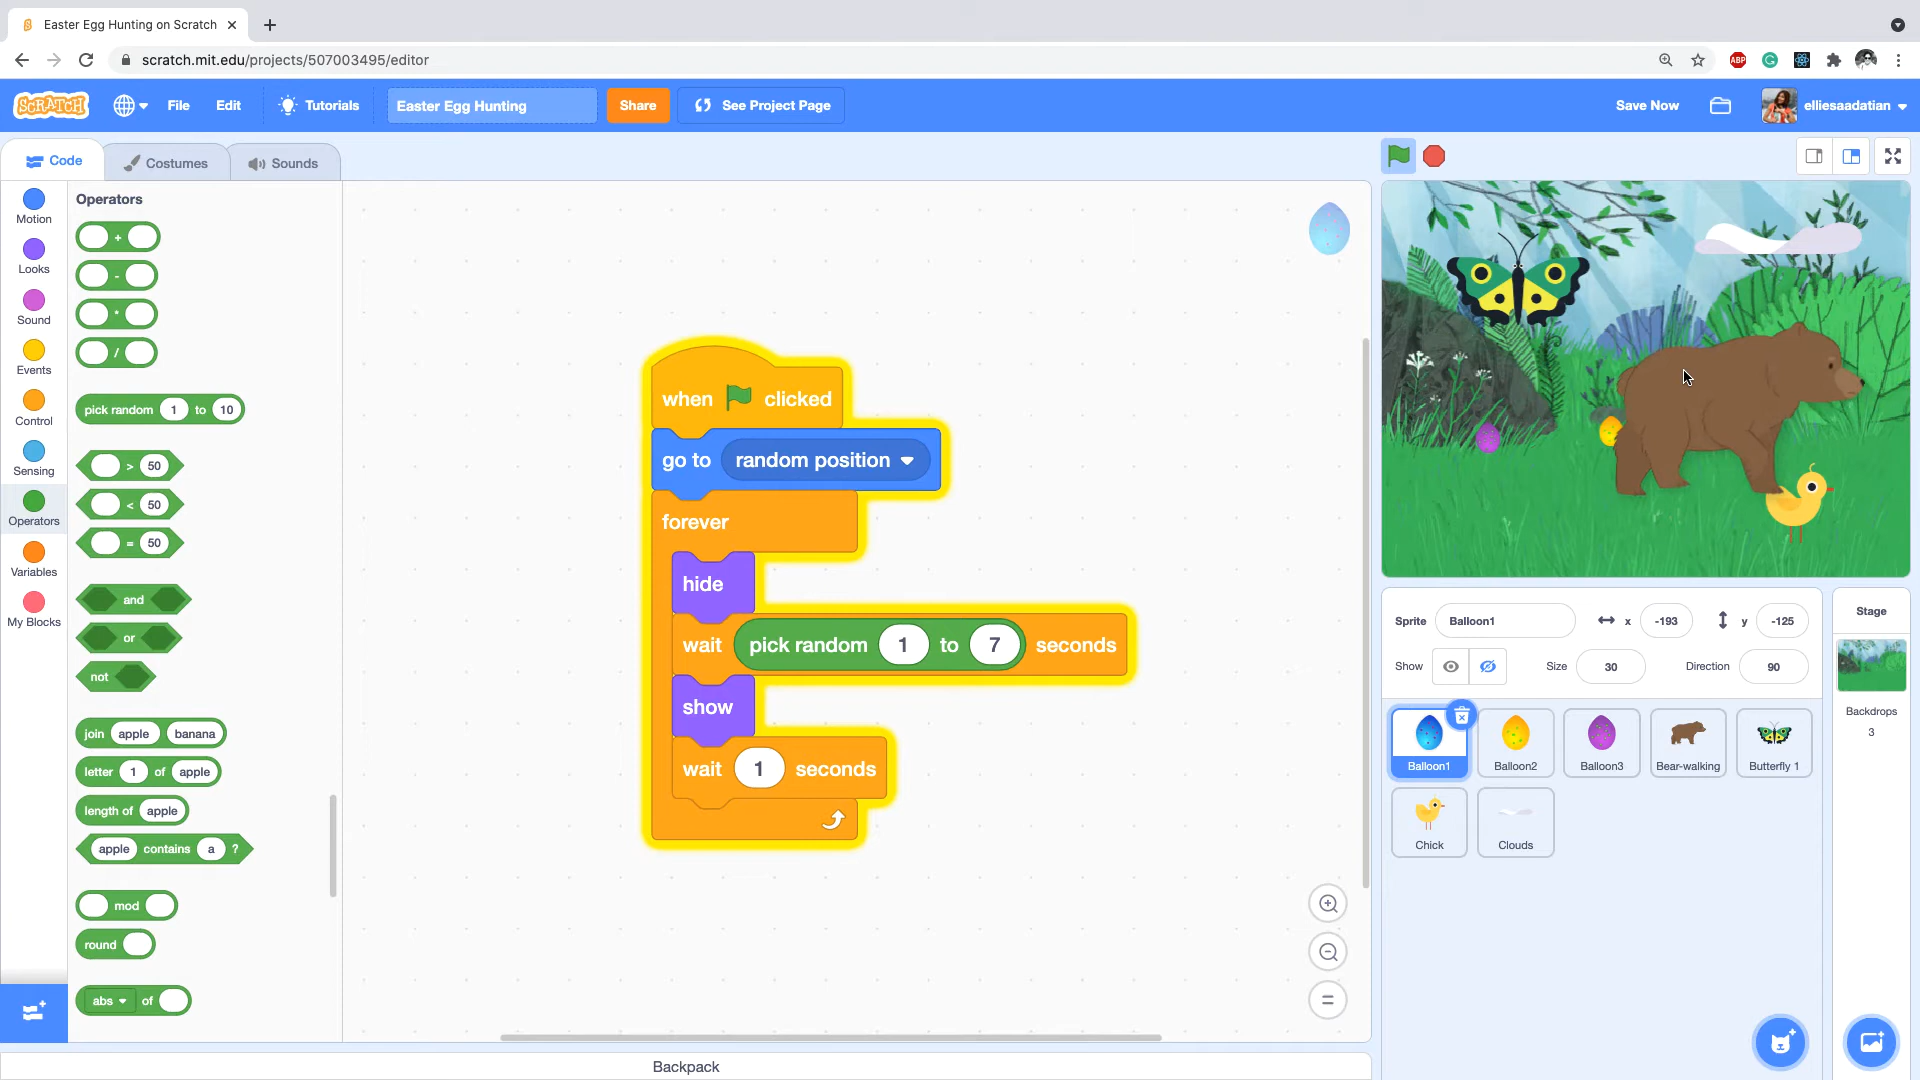 Easter Egg Hunting on Scratch
scratch.mit.edu/projects/507003495/editor
ABP
SCRATCH
File
Edit
Tutorials
Easter Egg Hunting
Share
See Project Page
Save Now
elliesaadatian
Code
Costumes
Sounds
Motion
Looks
Sound
Events
Control
Sensing
Operators
Variables
My Blocks
Operators
+
-
*
/
pick random 1 to 10
> 50
< 50
= 50
and
or
not
join apple banana
letter 1 of apple
length of apple
apple contains a ?
mod
round
abs of
when clicked
go to random position
forever
hide
wait pick random 1 to 7 seconds
show
wait 1 seconds
Backpack
Sprite Balloon1 x -193 y -125
Show Size 30 Direction 90
Balloon1
Balloon2
Balloon3
Bear-walking
Butterfly 1
Chick
Clouds
Stage
Backdrops
3